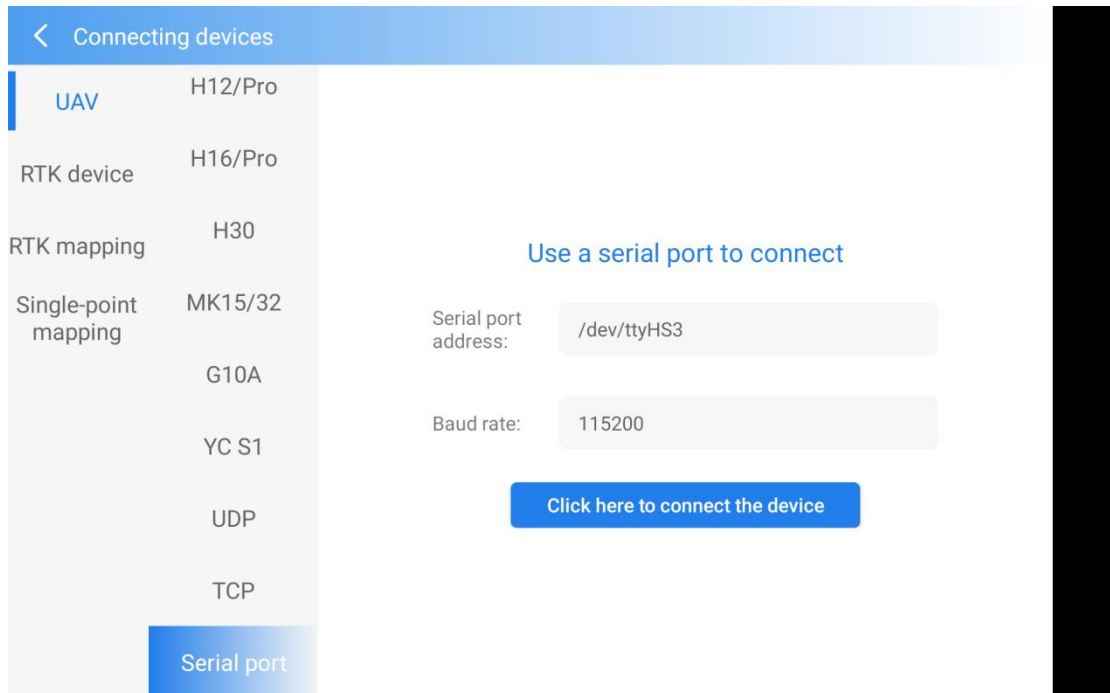 Connecting devices
UAV
RTK device
RTK mapping
Single-point
mapping
H12/Pro
H16/Pro
H30
MK15/32
G10A
YC S1
UDP
TCP
Serial port
Use a serial port to connect
Serial port
address:
/dev/ttyHS3
Baud rate:
115200
Click here to connect the device